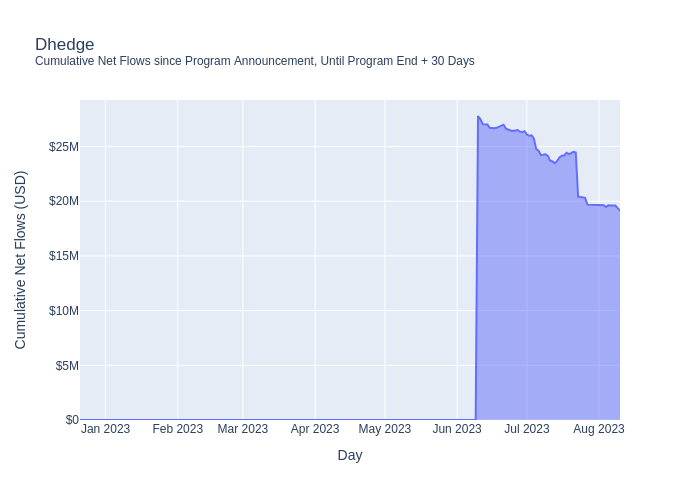 Dhedge
Cumulative Net Flows since Program Announcement, Until Program End + 30 Days
Cumulative Net Flows (USD)
$25M
$20M
$15M
$10M
$5M
$0
Jan 2023
Feb 2023
Mar 2023
Apr 2023
May 2023
Jun 2023
Jul 2023
Aug 2023
Day